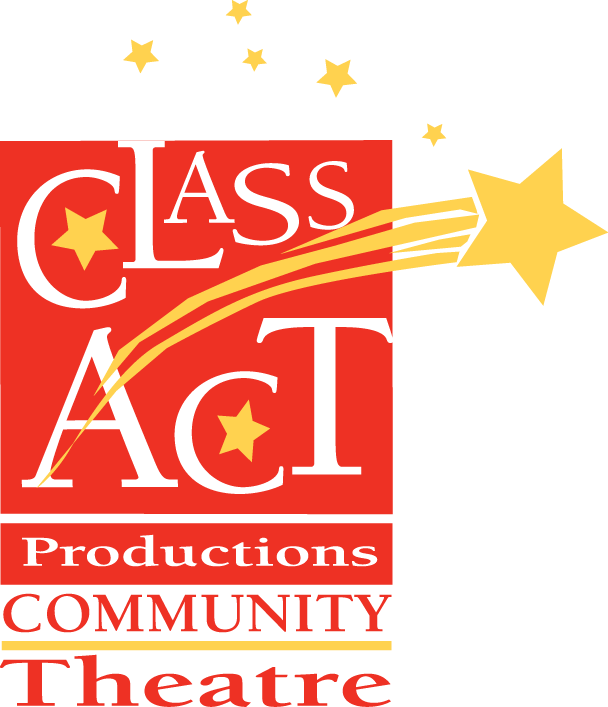 CLASS
ACT
Productions
COMMUNITY
Theatre